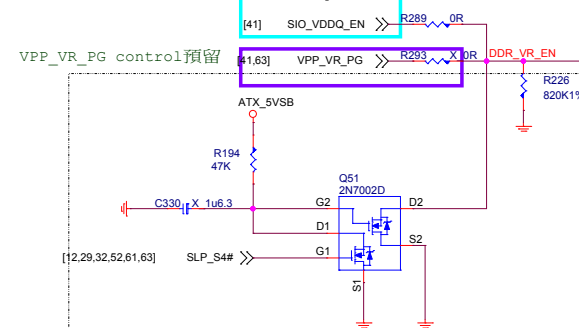 [41] SIO_VDDQ_EN R289 0R
VPP_VR_PG control預留
[41,63] VPP_VR_PG R293 X 0R DDR_VR_EN
R226
820K1%
ATX_5VSB
R194
47K
Q51
2N7002D
C330 X_1u6.3 G2 D2
D1
S2
[12,29,32,52,61,63] SLP_S4# G1
S1